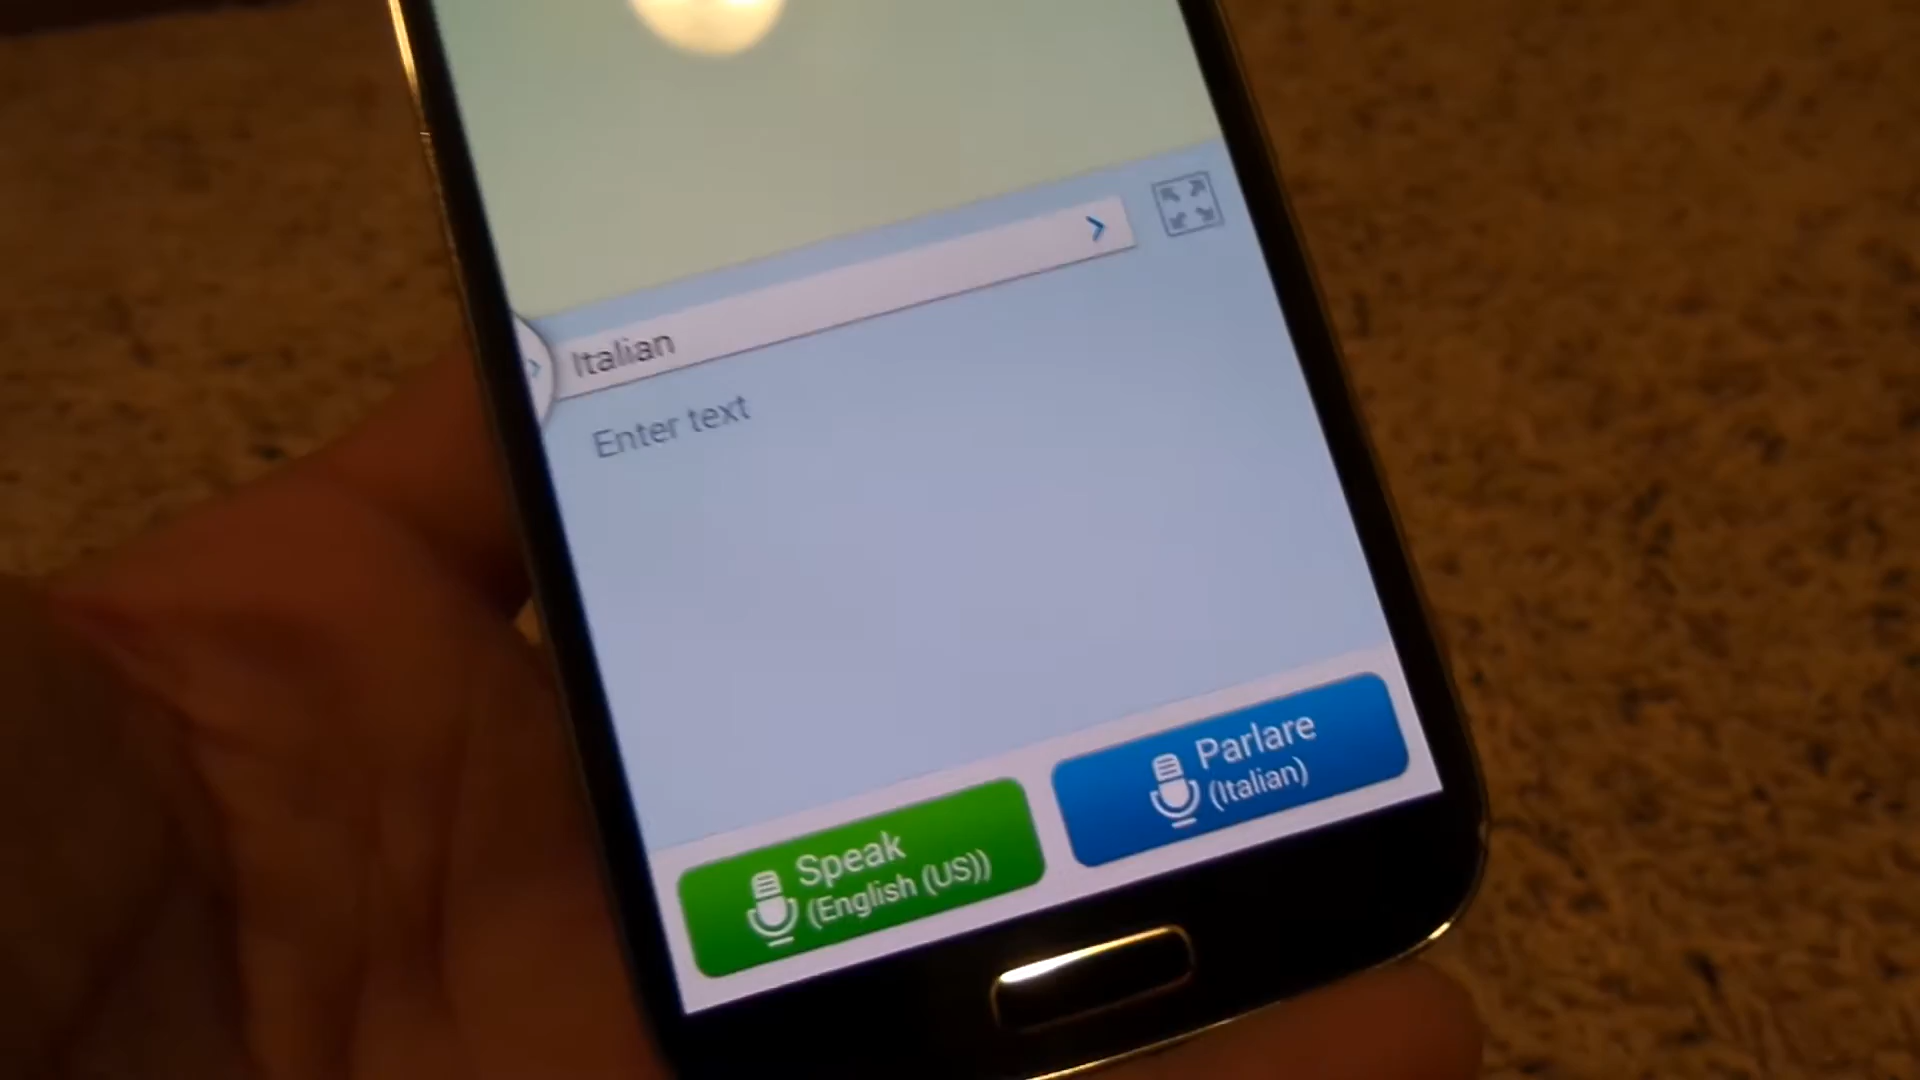 Italian
Enter text
Speak
(English (US))
Parlare
(Italian)